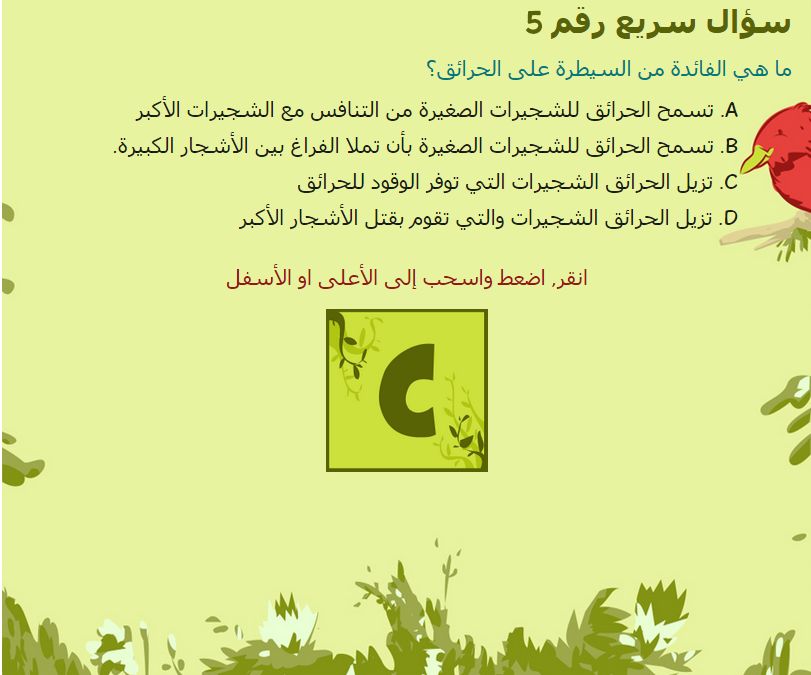 سؤال سريع رقم 5
ما هي الفائدة من السيطرة على الحرائق؟
A. تسمح الحرائق للشجيرات الصغيرة من التنافس مع الشجيرات الأكبر
B. تسمح الحرائق للشجيرات الصغيرة بأن تملا الفراغ بين الأشجار الكبيرة.
C. تزيل الحرائق الشجيرات التي توفر الوقود للحرائق
D. تزيل الحرائق الشجيرات والتي تقوم بقتل الأشجار الأكبر
انقر, اضغط واسحب إلى الأعلى او الأسفل
C